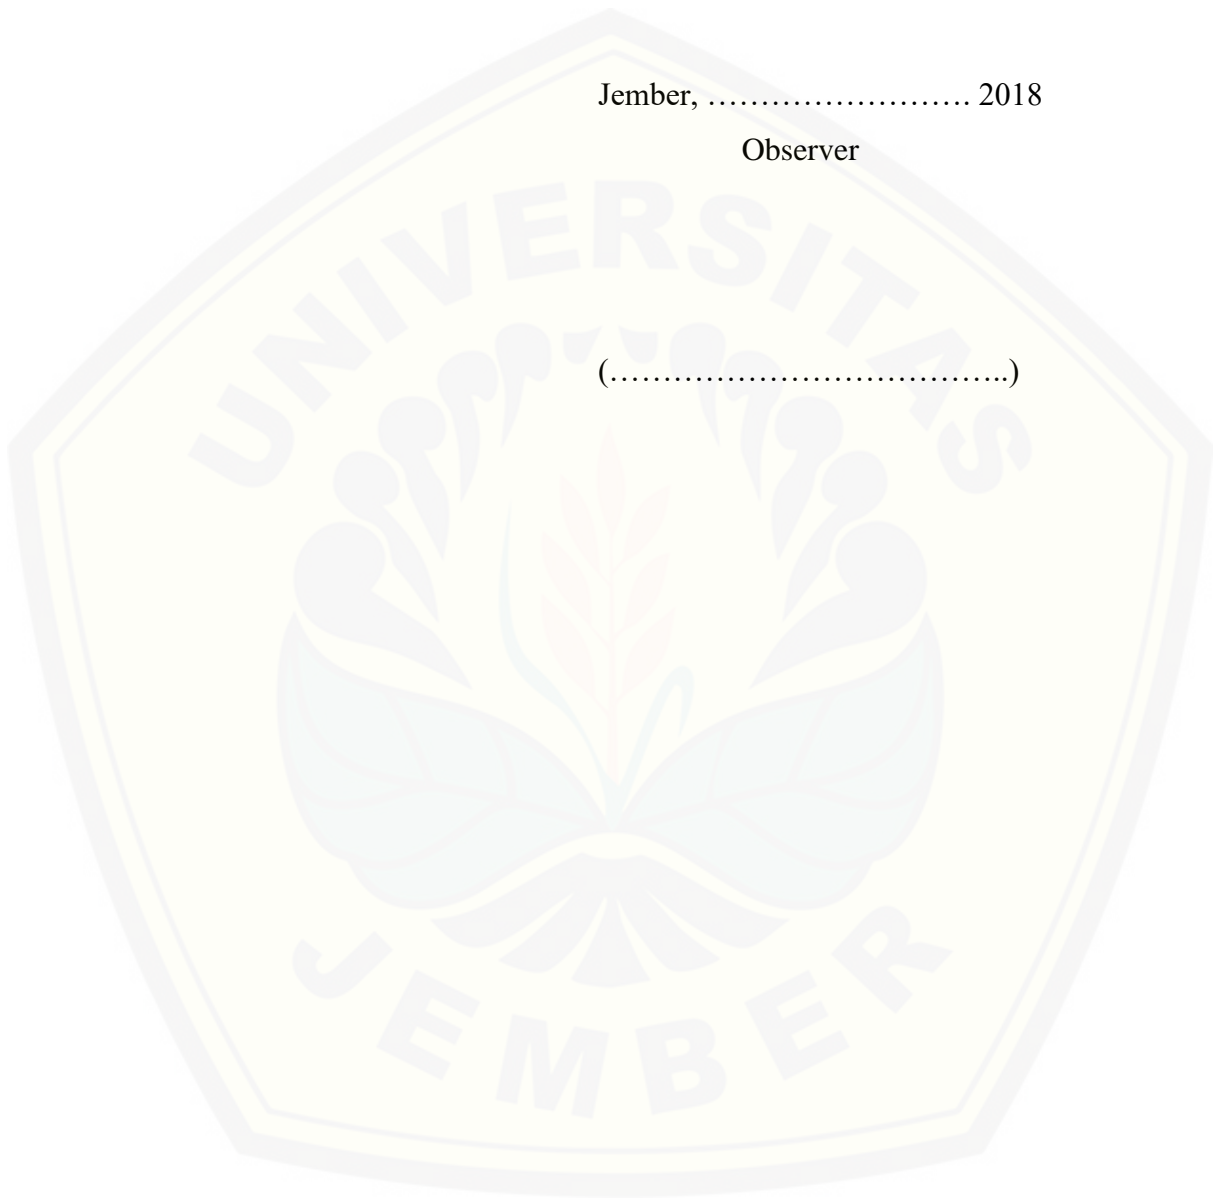 Jember, ……………………. 2018
Observer
UNIVERSITAS
(………………………………..)
JEMBER